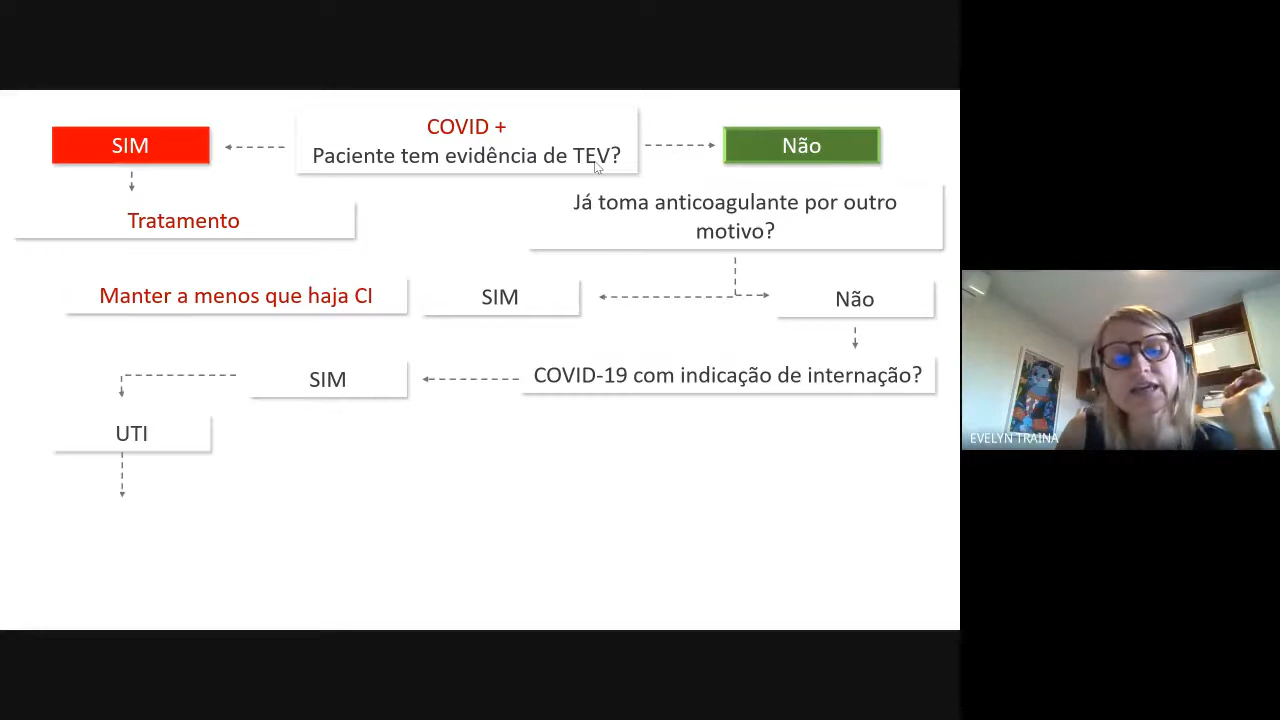 COVID +
SIM
Paciente tem evidência de TEV?
Não
Tratamento
Já toma anticoagulante por outro
motivo?
Manter a menos que haja CI
SIM
Não
SIM
COVID-19 com indicação de internação?
UTI
EVELYN TRAINA